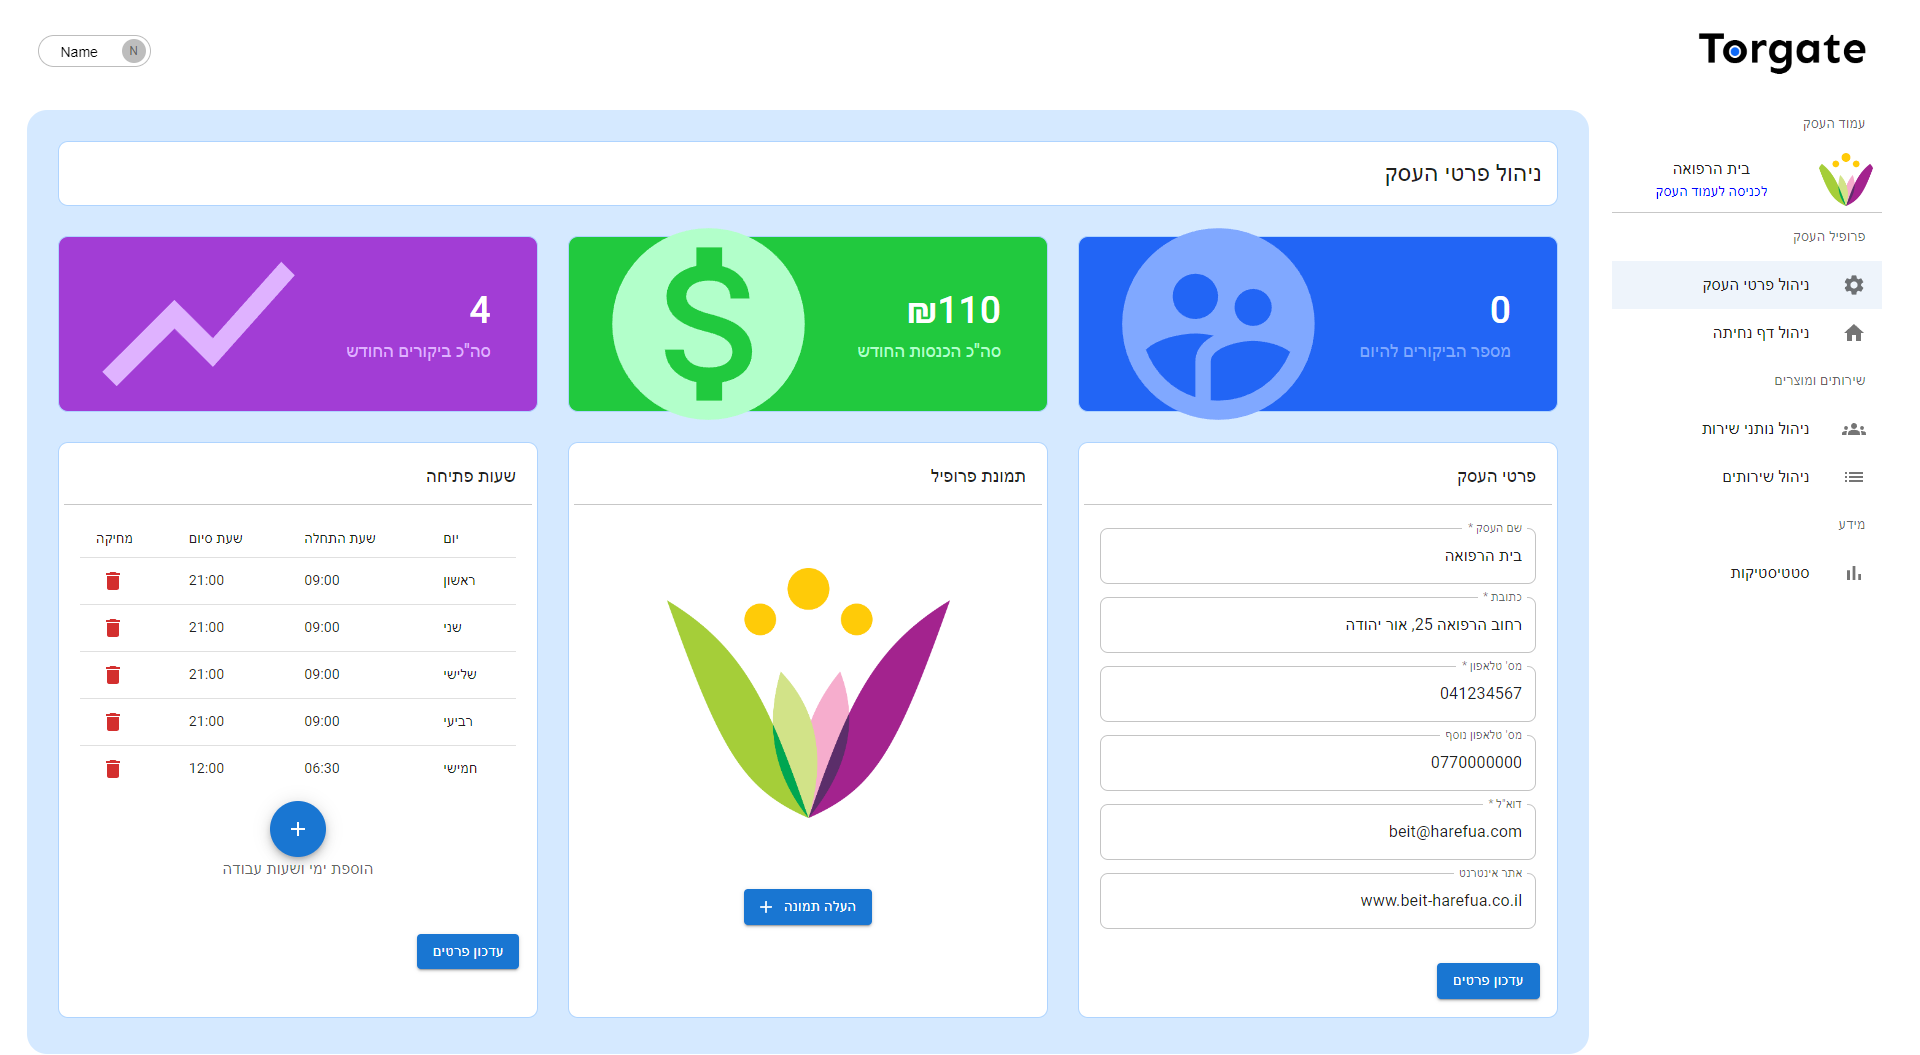 Torgate
Name
N
עמוד העסק
בית הרפואה
לכניסה לעמוד העסק
פרופיל העסק
ניהול פרטי העסק
ניהול דף נחיתה
שירותים ומוצרים
ניהול נותני שירות
ניהול שירותים
מידע
סטטיסטיקות
ניהול פרטי העסק
0
מספר הביקורים להיום
₪110
סה"כ הכנסות החודש
4
סה"כ ביקורים החודש
פרטי העסק
שם העסק *
בית הרפואה
כתובת *
רחוב הרפואה 25, אור יהודה
מס' טלאפון *
041234567
מס' טלאפון נוסף
0770000000
דוא"ל *
beit@harefua.com
אתר אינטרנט
www.beit-harefua.co.il
עדכון פרטים
תמונת פרופיל
העלה תמונה +
שעות פתיחה
יום שעת התחלה שעת סיום מחיקה
ראשון 09:00 21:00
שני 09:00 21:00
שלישי 09:00 21:00
רביעי 09:00 21:00
חמישי 06:30 12:00
+
הוספת ימי ושעות עבודה
עדכון פרטים